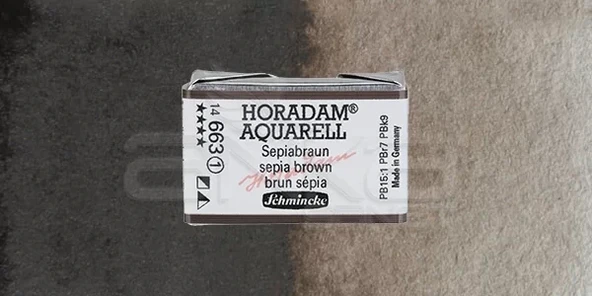 HORADAM®
AQUARELL
Sepiabraun
sepia brown
brun sépia
Schmincke
14 663 1
PB15:1 PBr7 PBk9
Made in Germany